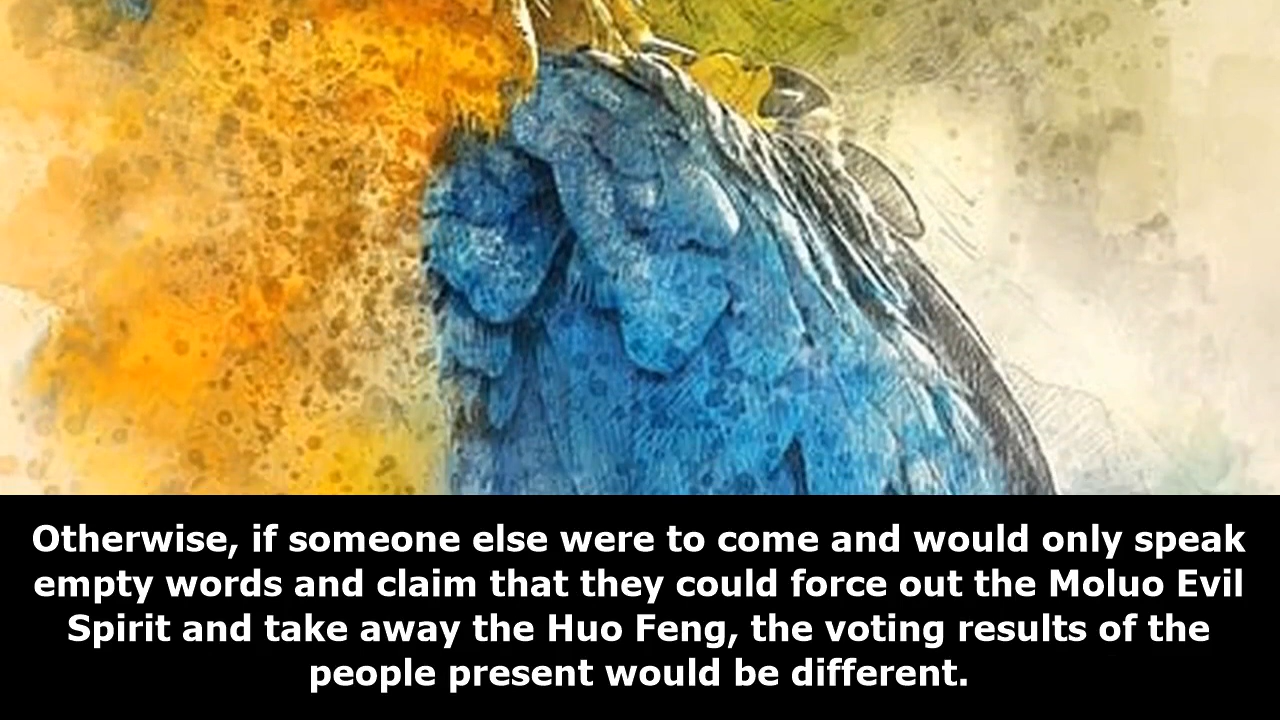 Otherwise, if someone else were to come and would only speak
empty words and claim that they could force out the Moluo Evil
Spirit and take away the Huo Feng, the voting results of the
people present would be different.